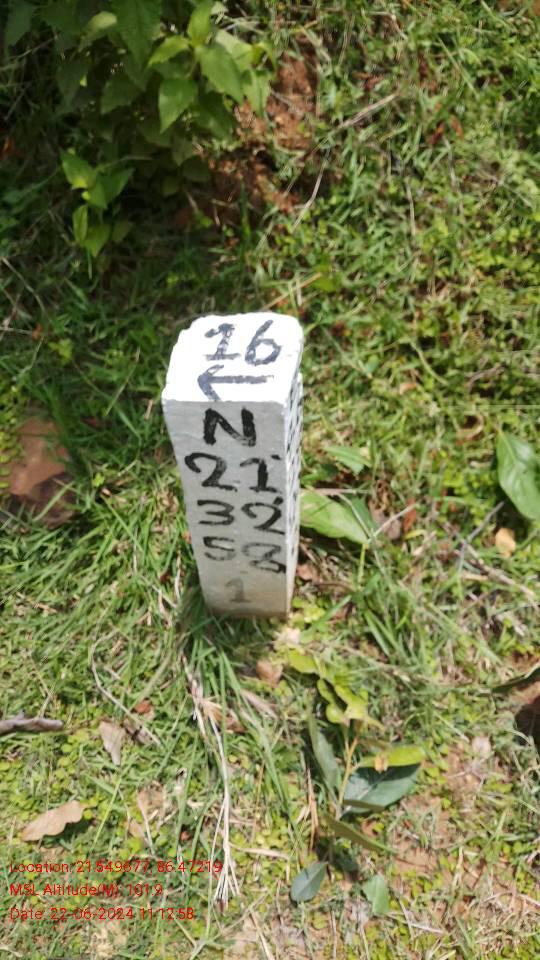 16
←
N
21°
32'
58
1
Location: 21.549677, 86.47219
MSL Altitude(M): 101.9
Date: 22-06-2024 11:12:58